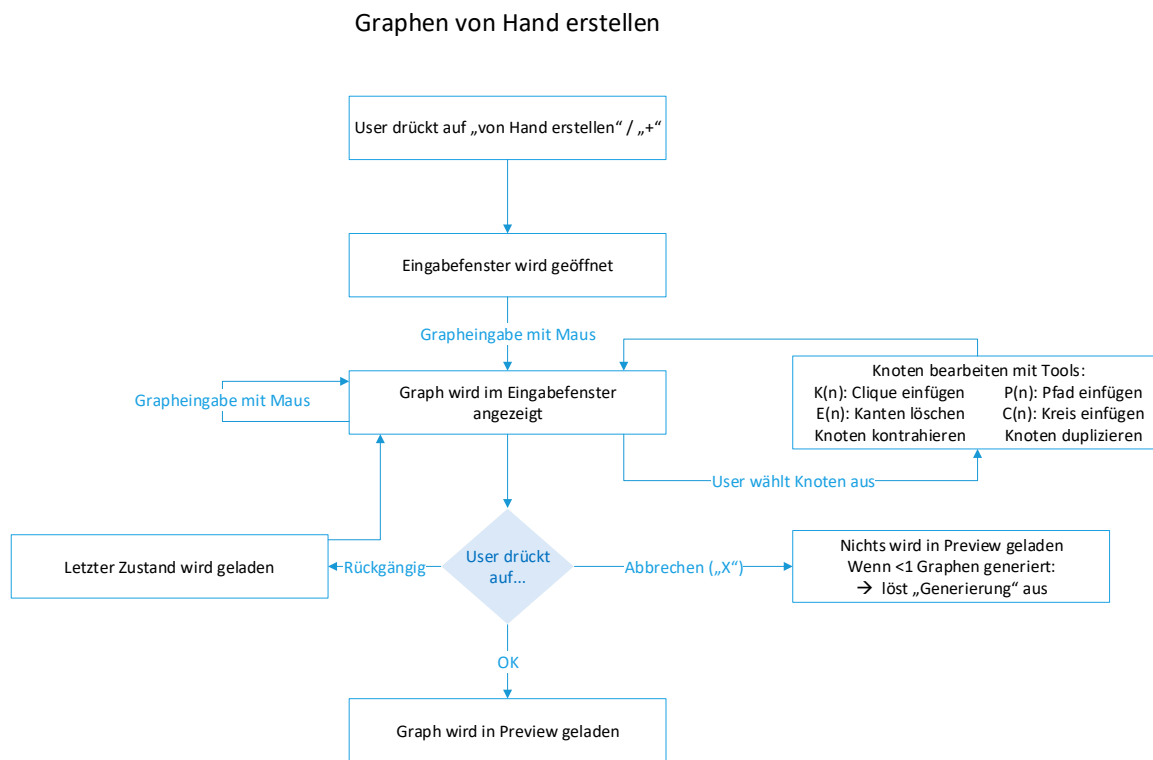 Graphen von Hand erstellen
User drückt auf „von Hand erstellen“ / „+“
Eingabefenster wird geöffnet
Grapheingabe mit Maus
Graph wird im Eingabefenster
angezeigt
Grapheingabe mit Maus
Knoten bearbeiten mit Tools:
K(n): Clique einfügen P(n): Pfad einfügen
E(n): Kanten löschen C(n): Kreis einfügen
Knoten kontrahieren Knoten duplizieren
User wählt Knoten aus
User drückt
auf...
Rückgängig
Letzter Zustand wird geladen
Abbrechen („X“)
Nichts wird in Preview geladen
Wenn <1 Graphen generiert:
→ löst „Generierung“ aus
OK
Graph wird in Preview geladen